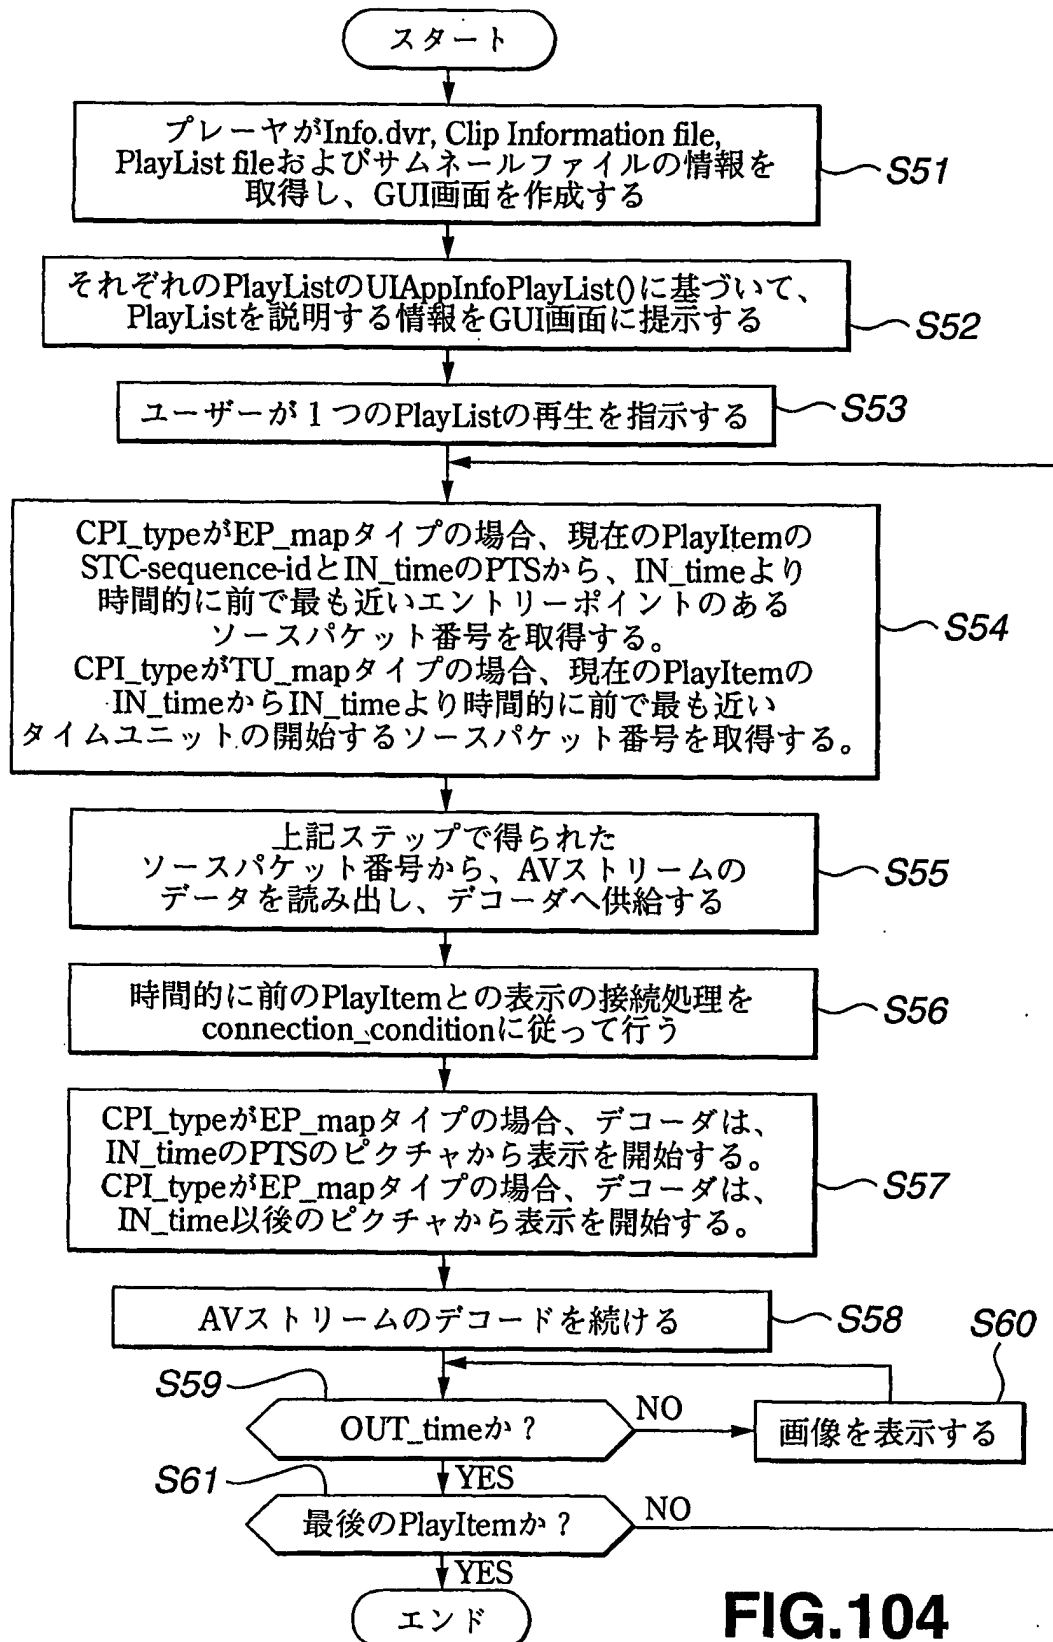 スタート
プレーヤがInfo.dvr, Clip Information file,
PlayList fileおよびサムネールファイルの情報を
取得し、GUI画面を作成する
S51
それぞれのPlayListのUIAppInfoPlayList()に基づいて、
PlayListを説明する情報をGUI画面に提示する
S52
ユーザーが1つのPlayListの再生を指示する
S53
CPI_typeがEP_mapタイプの場合、現在のPlayItemの
STC-sequence-idとIN_timeのPTSから、IN_timeより
時間的に前で最も近いエントリーポイントのある
ソースパケット番号を取得する。
CPI_typeがTU_mapタイプの場合、現在のPlayItemの
IN_timeからIN_timeより時間的に前で最も近い
タイムユニットの開始するソースパケット番号を取得する。
S54
上記ステップで得られた
ソースパケット番号から、AVストリームの
データを読み出し、デコーダへ供給する
S55
時間的に前のPlayItemとの表示の接続処理を
connection_conditionに従って行う
S56
CPI_typeがEP_mapタイプの場合、デコーダは、
IN_timeのPTSのピクチャから表示を開始する。
CPI_typeがEP_mapタイプの場合、デコーダは、
IN_time以後のピクチャから表示を開始する。
S57
AVストリームのデコードを続ける
S58
S60
S59
OUT_timeか?
NO
画像を表示する
YES
S61
最後のPlayItemか?
NO
YES
エンド
FIG.104